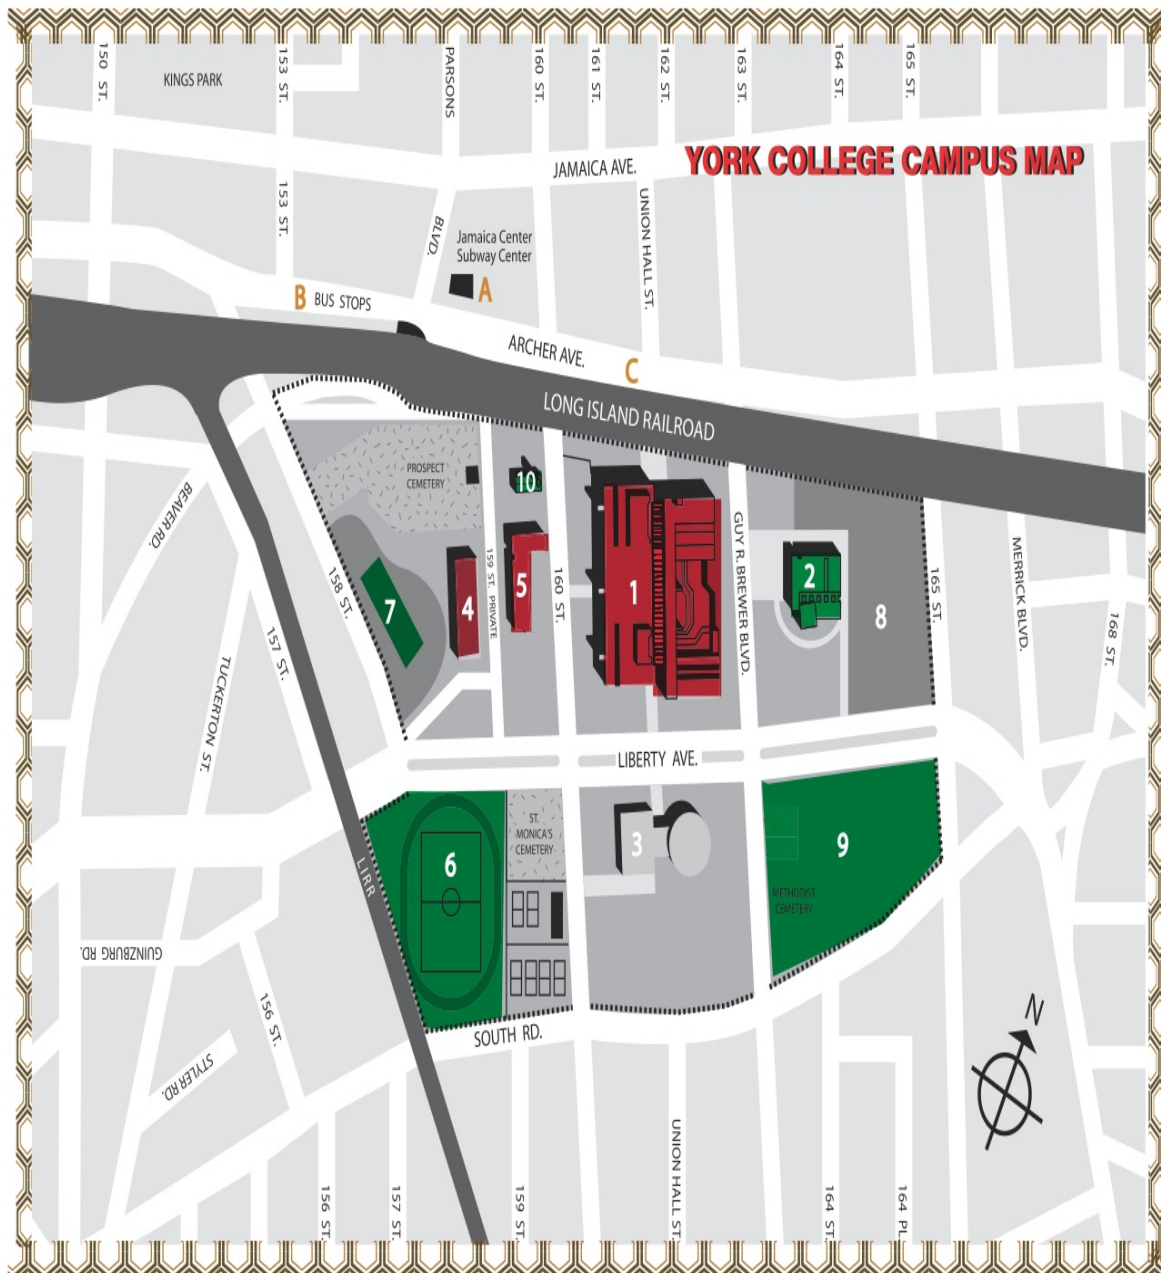 150 ST.
KINGS PARK
153 ST.
PARSONS
160 ST.
161 ST.
162 ST.
163 ST.
164 ST.
165 ST.
JAMAICA AVE.
YORK COLLEGE CAMPUS MAP
153 ST.
BLVD.
Jamaica Center
Subway Center
UNION HALL ST.
A
B
BUS STOPS
ARCHER AVE.
C
LONG ISLAND RAILROAD
PROSPECT
CEMETERY
10
BEAVER RD.
158 ST.
7
4
159 ST. PRIVATE
5
160 ST.
1
GUY R. BREWER BLVD.
2
8
165 ST.
MERRICK BLVD.
168 ST.
157 ST.
TUCKERTON ST.
LIBERTY AVE.
ST.
MONICA'S
CEMETERY
6
3
9
METHODIST
CEMETERY
LIRR
GUINZBURG RD.
156 ST.
STYLER RD.
SOUTH RD.
N
156 ST.
157 ST.
159 ST.
UNION HALL ST.
164 ST.
164 PL.